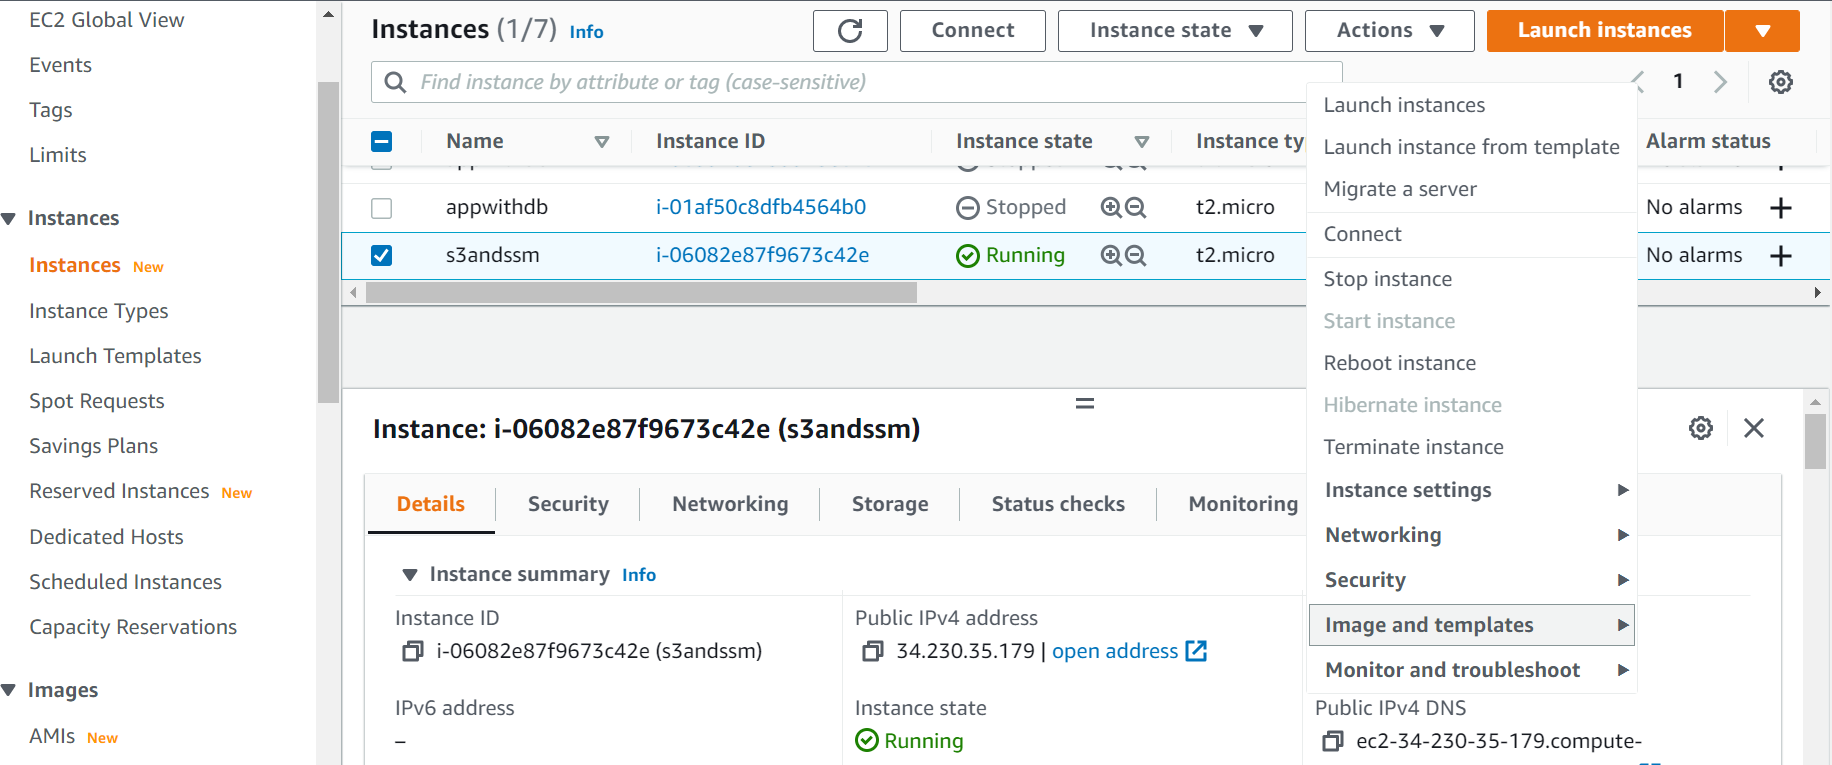 EC2 Global View
Events
Tags
Limits
Instances
Instances New
Instance Types
Launch Templates
Spot Requests
Savings Plans
Reserved Instances New
Dedicated Hosts
Scheduled Instances
Capacity Reservations
Images
AMIs New
Instances (1/7) Info
Connect
Instance state
Actions
Launch instances
Find instance by attribute or tag (case-sensitive)
1
Name Instance ID Instance state Instance ty Alarm status
appwithdb i-01af50c8dfb4564b0 Stopped t2.micro No alarms
s3andssm i-06082e87f9673c42e Running t2.micro No alarms
Launch instances
Launch instance from template
Migrate a server
Connect
Stop instance
Start instance
Reboot instance
Hibernate instance
Terminate instance
Instance settings
Networking
Security
Image and templates
Monitor and troubleshoot
Instance: i-06082e87f9673c42e (s3andssm)
Details Security Networking Storage Status checks Monitoring
Instance summary Info
Instance ID
i-06082e87f9673c42e (s3andssm)
Public IPv4 address
34.230.35.179 | open address
IPv6 address
–
Instance state
Running
Public IPv4 DNS
ec2-34-230-35-179.compute-